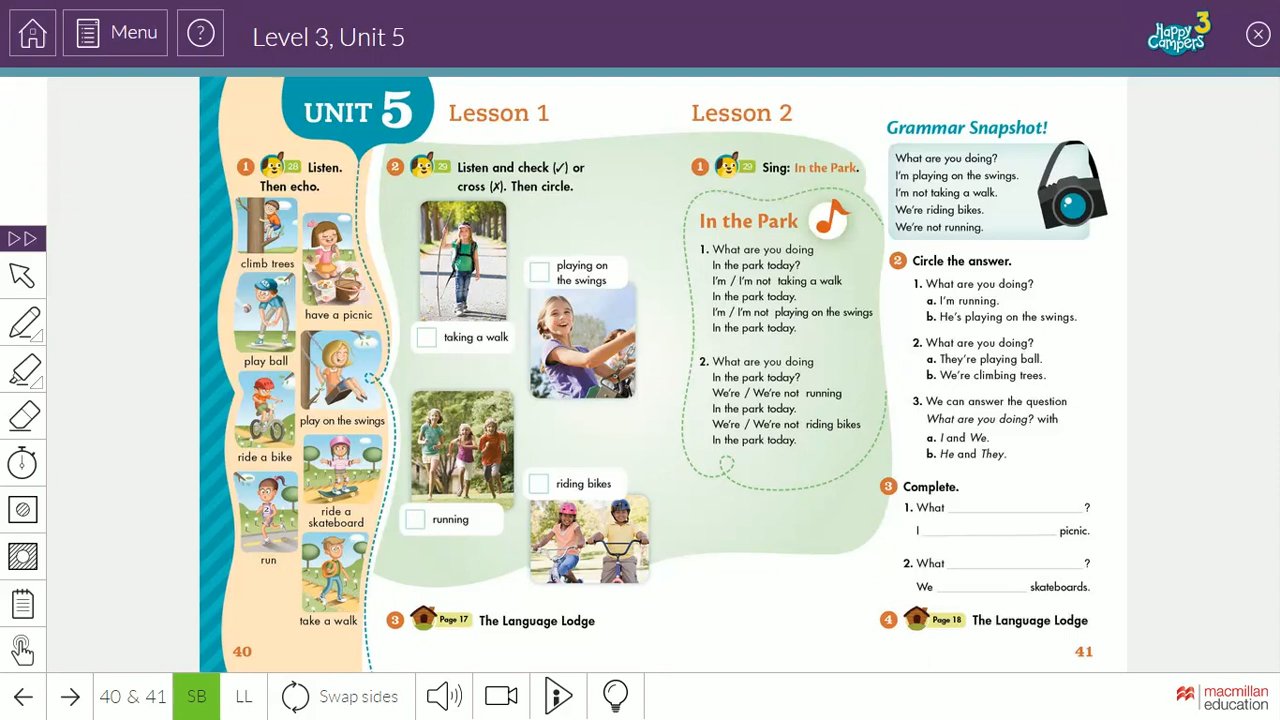 Menu
?
Level 3, Unit 5
Happy Campers 3
UNIT 5
Lesson 1
1 28 Listen.
Then echo.
climb trees
have a picnic
play ball
play on the swings
ride a bike
ride a
skateboard
run
take a walk
40
2 29 Listen and check (✓) or
cross (✗). Then circle.
taking a walk
playing on
the swings
running
riding bikes
3 Page 17 The Language Lodge
Lesson 2
1 29 Sing: In the Park.
In the Park
1. What are you doing
In the park today?
I'm / I'm not taking a walk
In the park today.
I'm / I'm not playing on the swings
In the park today.
2. What are you doing
In the park today?
We're / We're not running
In the park today.
We're / We're not riding bikes
In the park today.
Grammar Snapshot!
What are you doing?
I'm playing on the swings.
I'm not taking a walk.
We're riding bikes.
We're not running.
2 Circle the answer.
1. What are you doing?
a. I'm running.
b. He's playing on the swings.
2. What are you doing?
a. They're playing ball.
b. We're climbing trees.
3. We can answer the question
What are you doing? with
a. I and We.
b. He and They.
3 Complete.
1. What ____________________ ?
I ____________________ picnic.
2. What ____________________ ?
We _______________ skateboards.
4 Page 18 The Language Lodge
41
40 & 41
SB
LL
Swap sides
macmillan
education